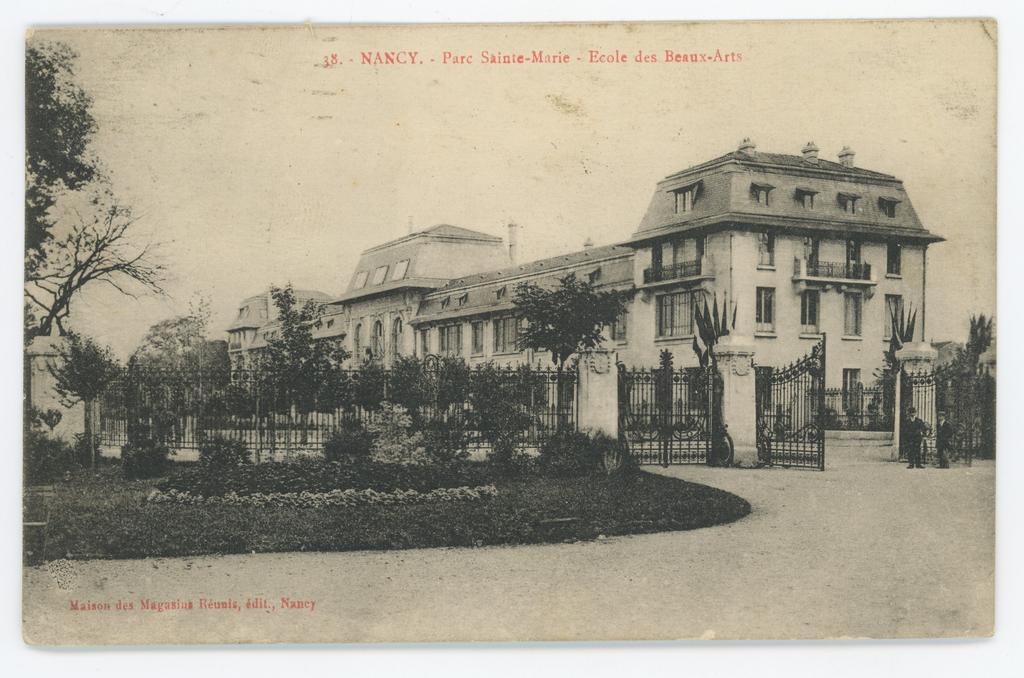 38. - NANCY. - Parc Sainte-Marie - Ecole des Beaux-Arts
Maison des Magasins Réunis, édit., Nancy